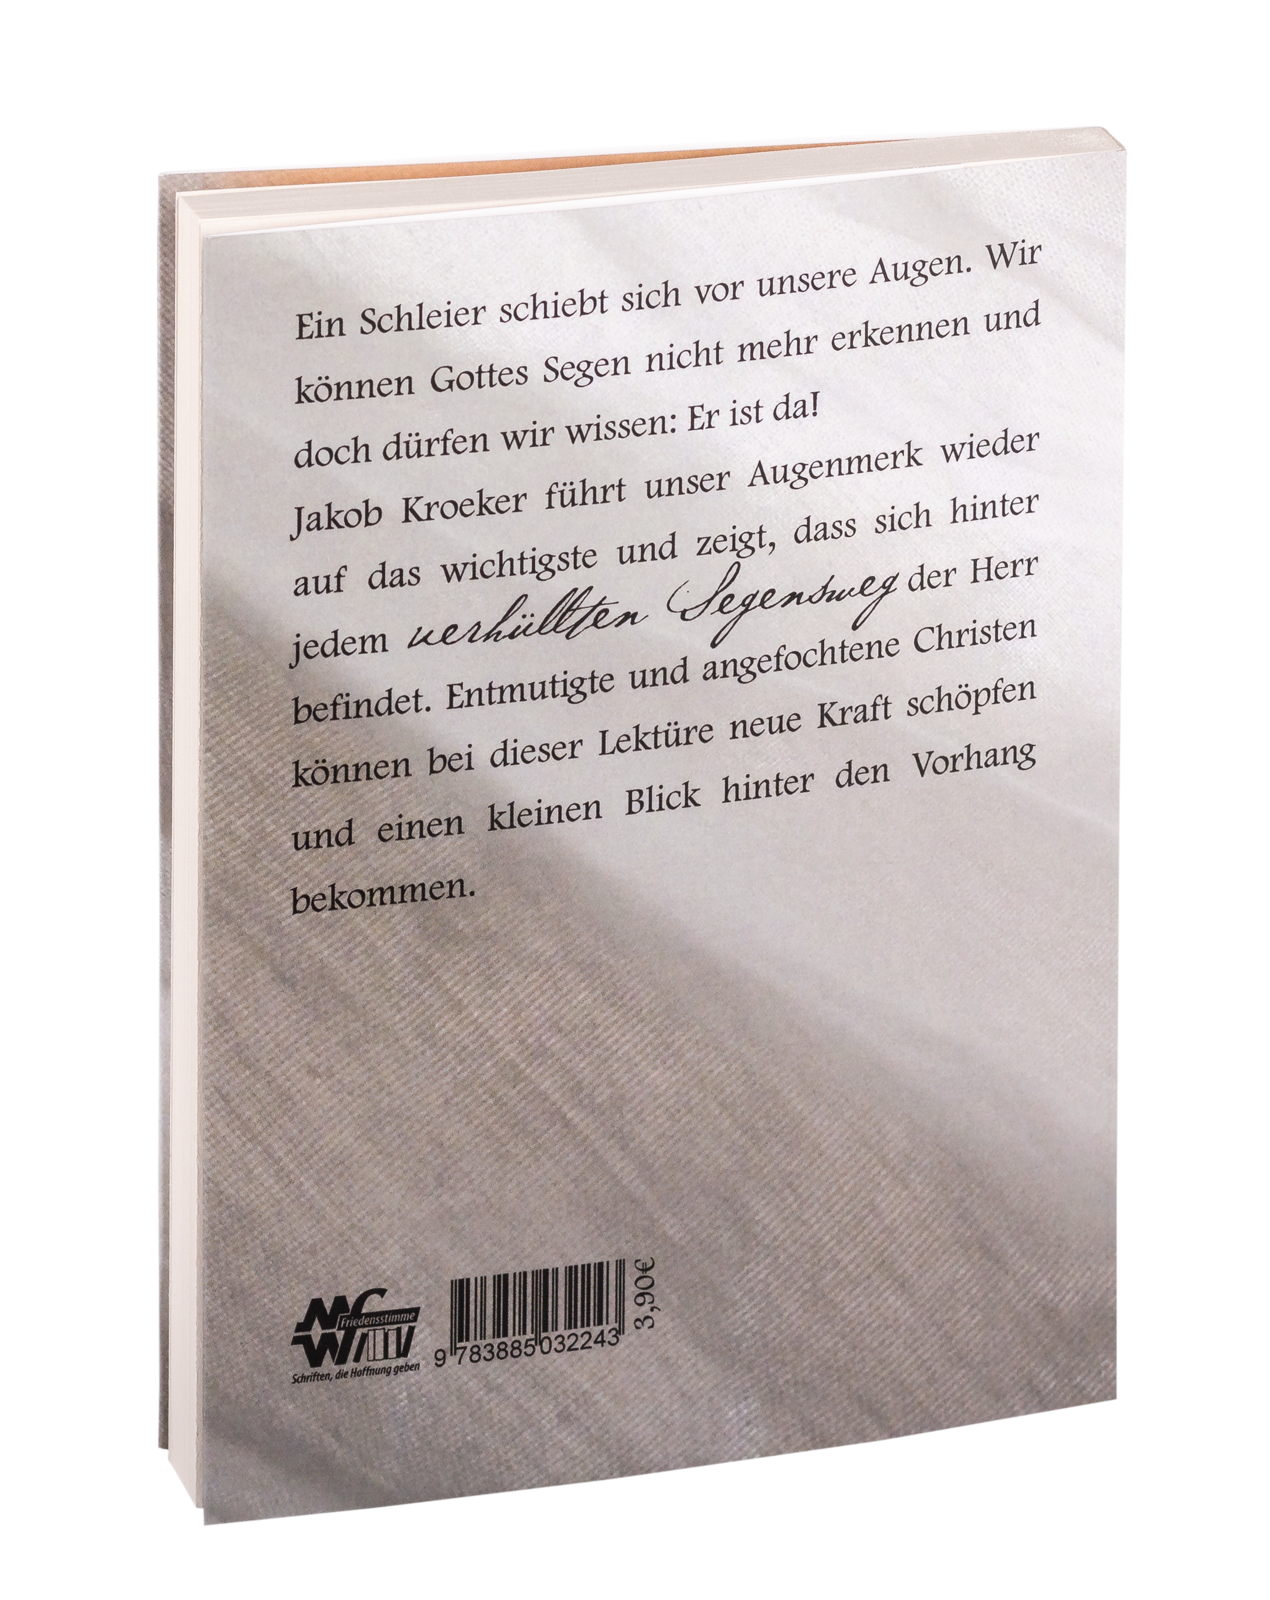 Ein Schleier schiebt sich vor unsere Augen. Wir
können Gottes Segen nicht mehr erkennen und
doch dürfen wir wissen: Er ist da!
Jakob Kroeker führt unser Augenmerk wieder
auf das wichtigste und zeigt, dass sich hinter
jedem verhüllten Segensweg der Herr
befindet. Entmutigte und angefochtene Christen
können bei dieser Lektüre neue Kraft schöpfen
und einen kleinen Blick hinter den Vorhang
bekommen.
Friedensstimme
Schriften, die Hoffnung geben
9 783885 032243
3,90€